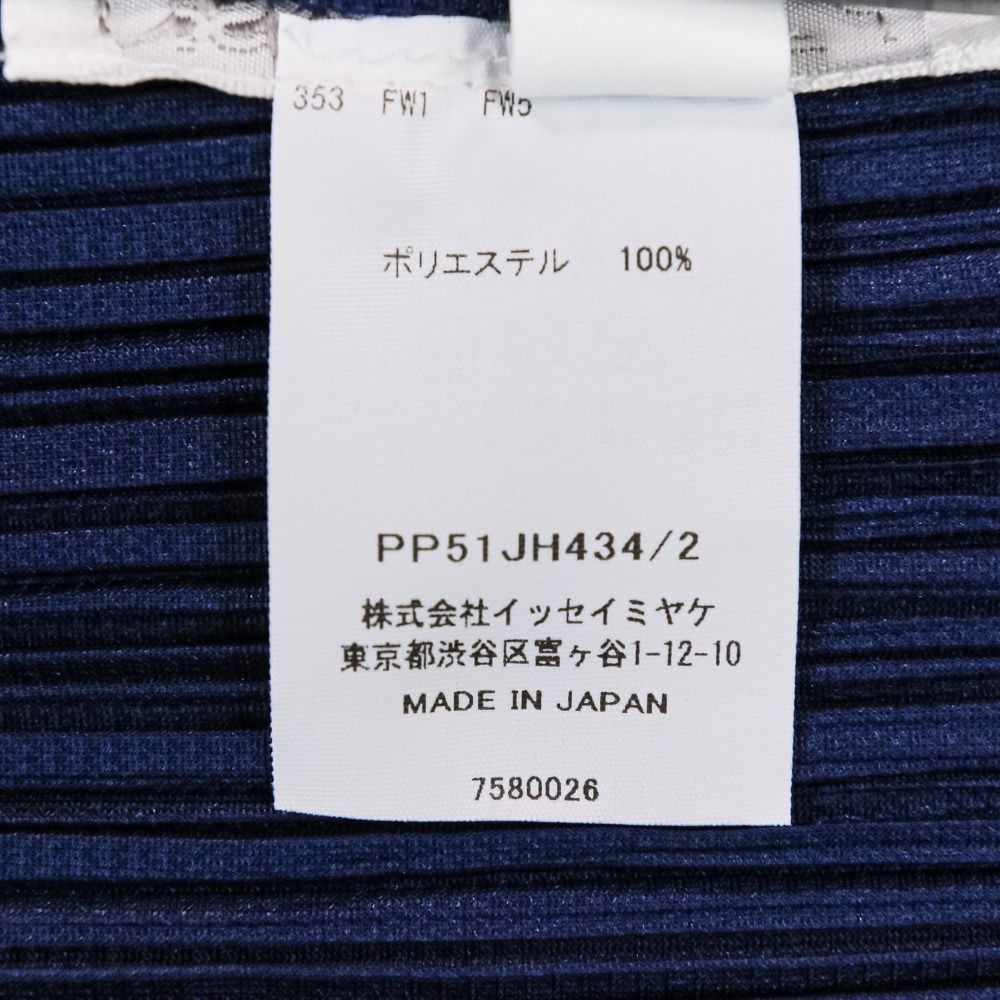 353 FW1 FW5
ポリエステル 100%
PP51JH434/2
株式会社イッセイミヤケ
東京都渋谷区富ヶ谷1-12-10
MADE IN JAPAN
7580026